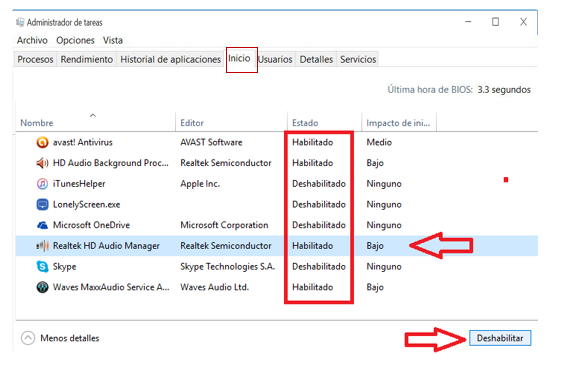 Administrador de tareas
Archivo Opciones Vista
Procesos Rendimiento Historial de aplicaciones Inicio Usuarios Detalles Servicios
Última hora de BIOS: 3.3 segundos
Nombre Editor Estado Impacto de ini...
avast! Antivirus AVAST Software Habilitado Medio
HD Audio Background Proc... Realtek Semiconductor Habilitado Bajo
iTunesHelper Apple Inc. Deshabilitado Ninguno
LonelyScreen.exe Deshabilitado Ninguno
Microsoft OneDrive Microsoft Corporation Deshabilitado Ninguno
Realtek HD Audio Manager Realtek Semiconductor Habilitado Bajo
Skype Skype Technologies S.A. Deshabilitado Ninguno
Waves MaxxAudio Service A... Waves Audio Ltd. Habilitado Bajo
Menos detalles Deshabilitar